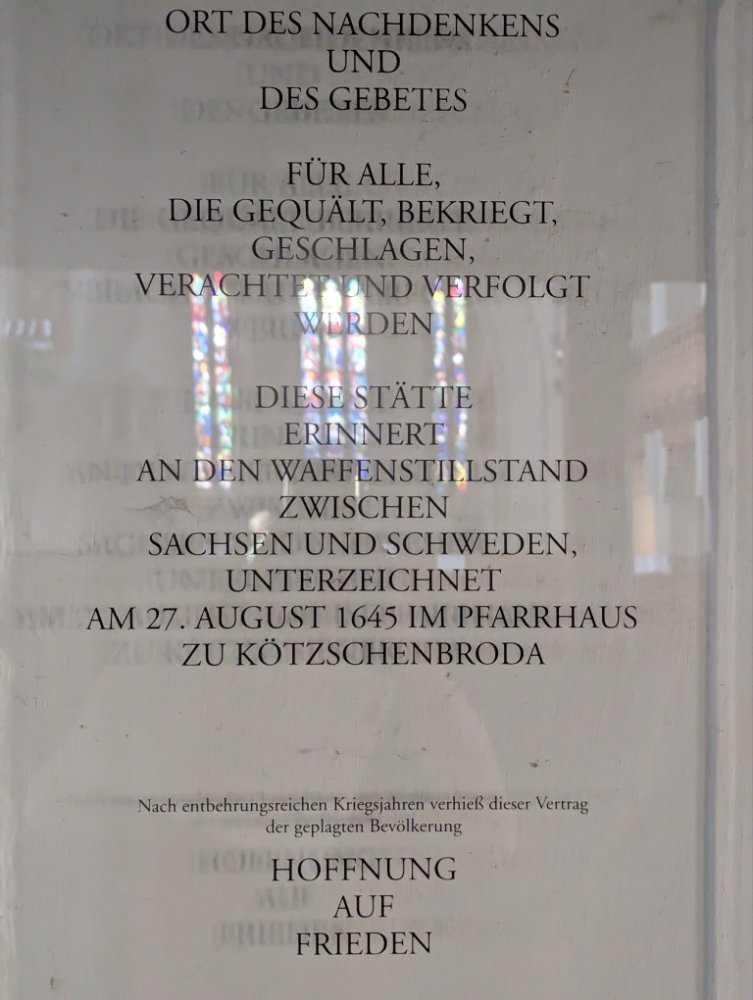 ORT DES NACHDENKENS
UND
DES GEBETES
FÜR ALLE,
DIE GEQUÄLT, BEKRIEGT,
GESCHLAGEN,
VERACHTET UND VERFOLGT
WERDEN
DIESE STÄTTE
ERINNERT
AN DEN WAFFENSTILLSTAND
ZWISCHEN
SACHSEN UND SCHWEDEN,
UNTERZEICHNET
AM 27. AUGUST 1645 IM PFARRHAUS
ZU KÖTZSCHENBRODA
Nach entbehrungsreichen Kriegsjahren verhieß dieser Vertrag
der geplagten Bevölkerung
HOFFNUNG
AUF
FRIEDEN